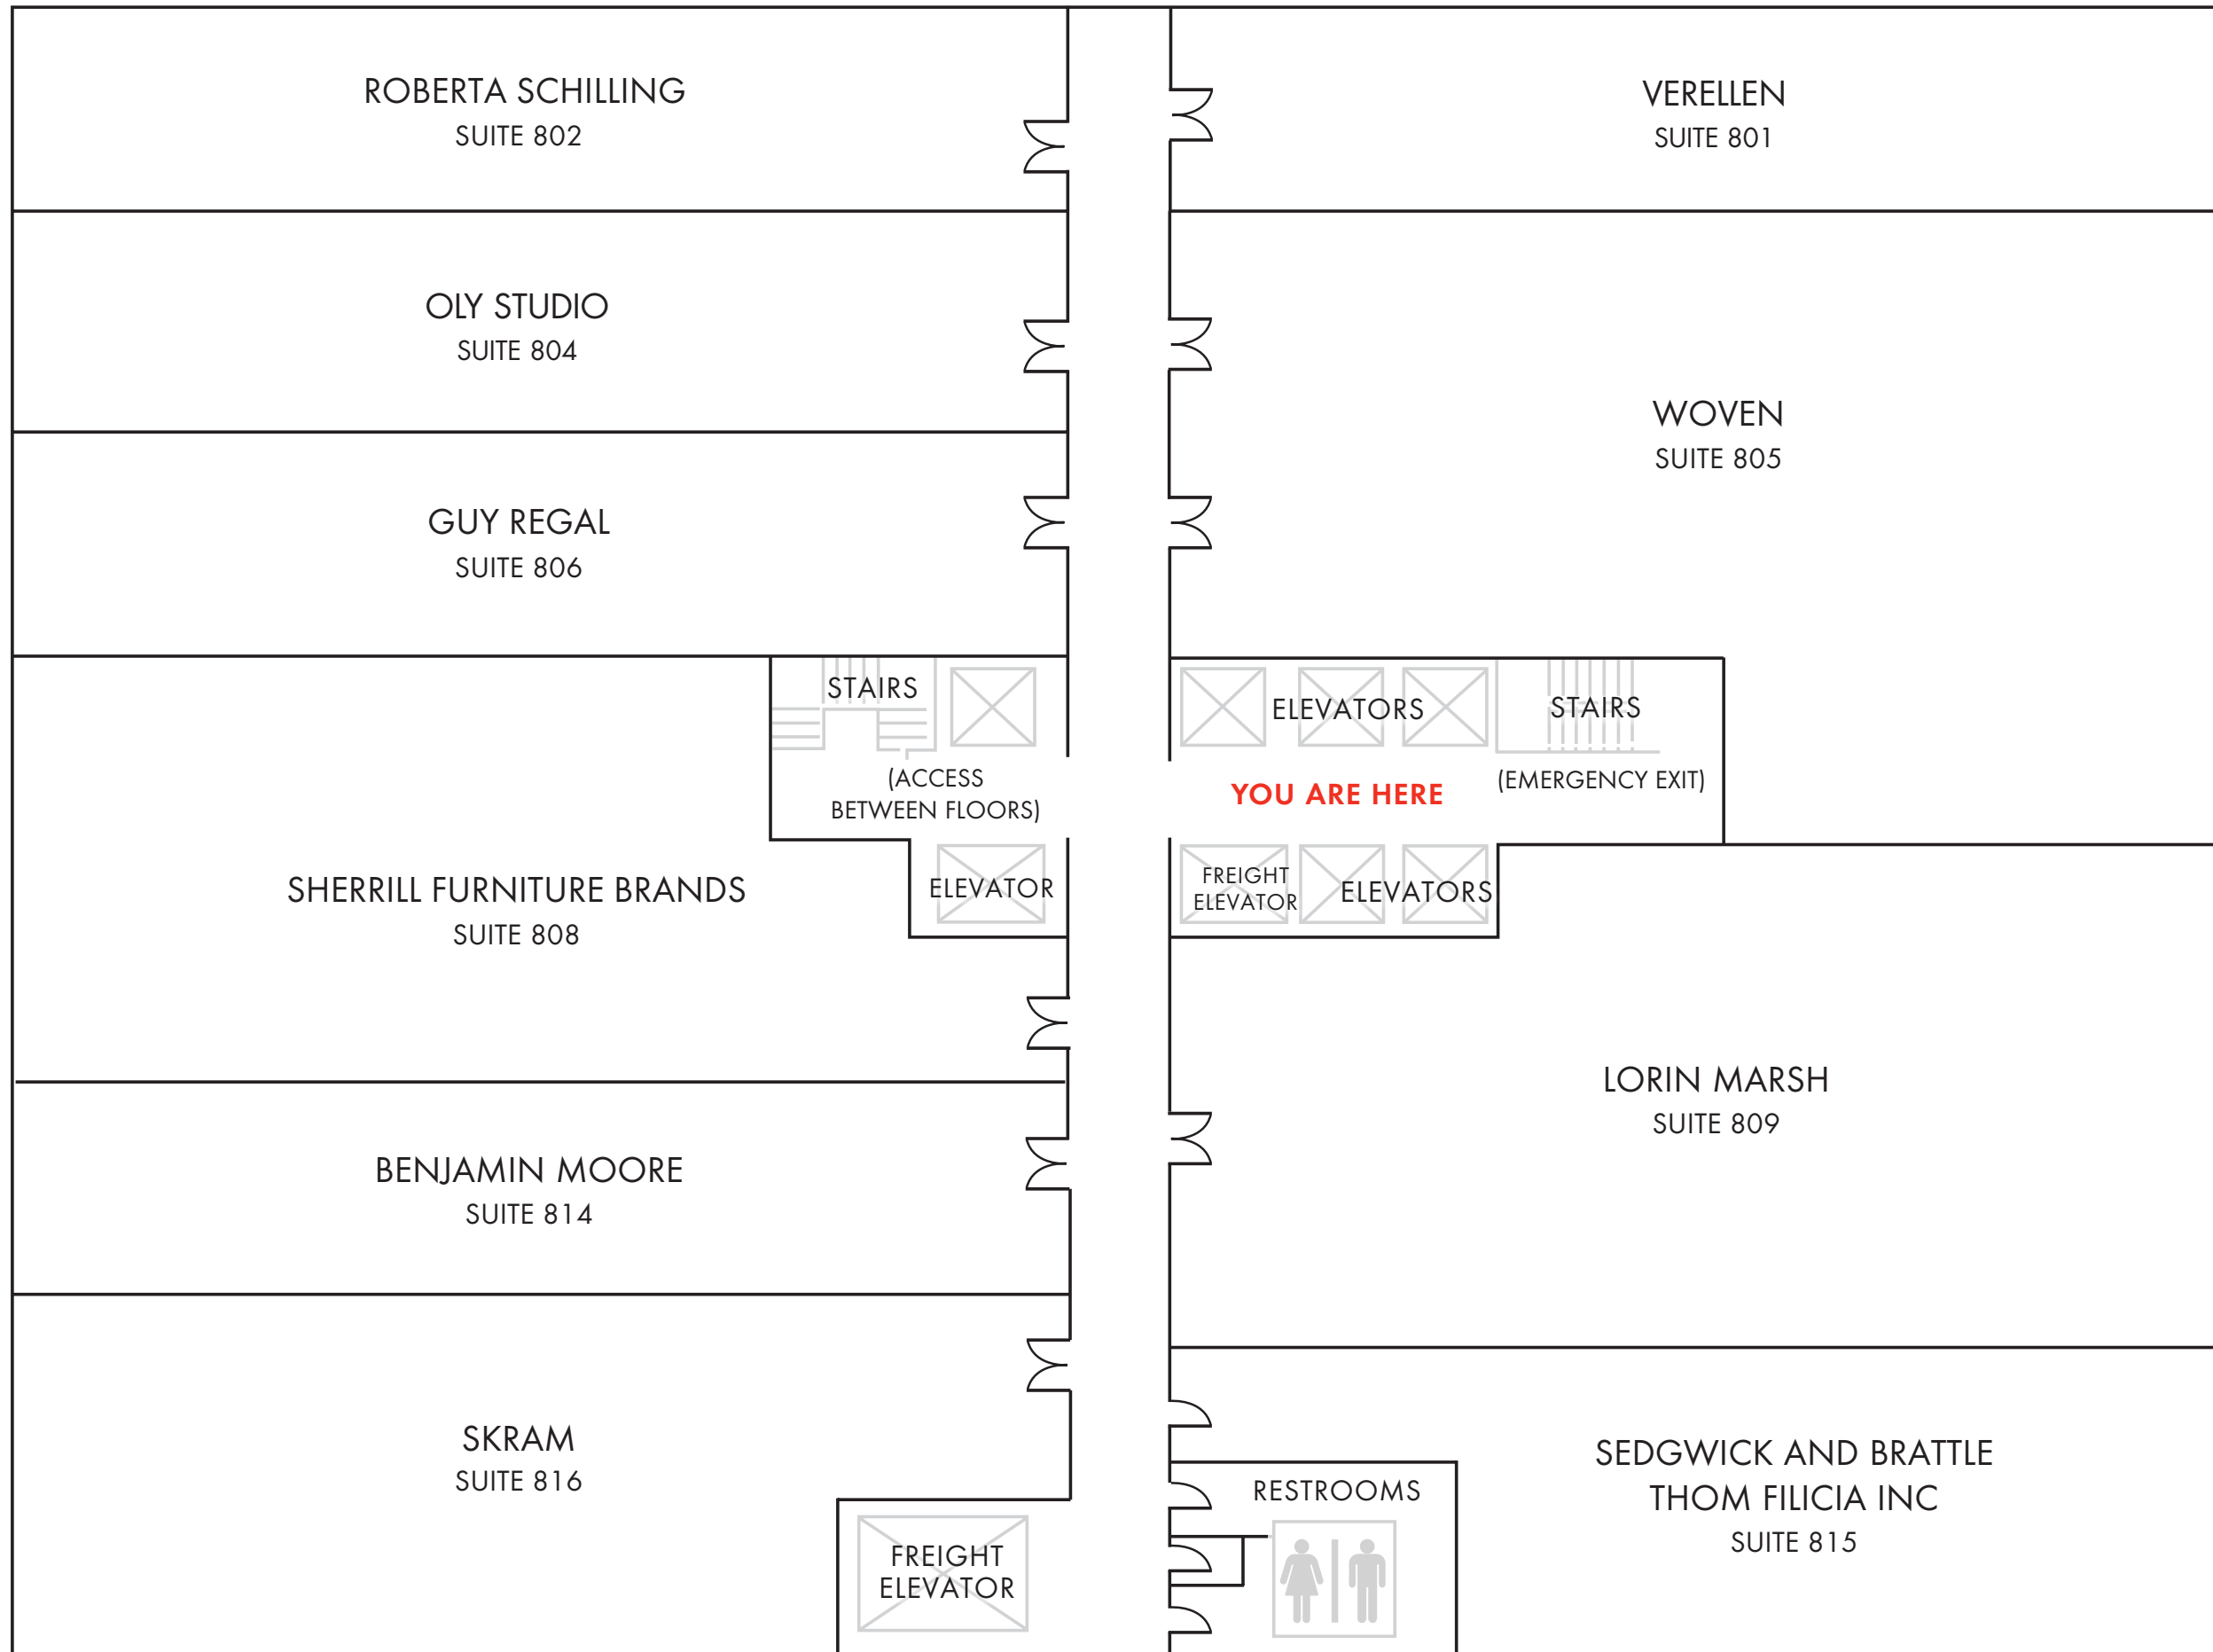 ROBERTA SCHILLING
SUITE 802
VERELLEN
SUITE 801
OLY STUDIO
SUITE 804
WOVEN
SUITE 805
GUY REGAL
SUITE 806
STAIRS
(ACCESS
BETWEEN FLOORS)
ELEVATOR
ELEVATORS
STAIRS
(EMERGENCY EXIT)
YOU ARE HERE
FREIGHT
ELEVATOR
ELEVATORS
SHERRILL FURNITURE BRANDS
SUITE 808
LORIN MARSH
SUITE 809
BENJAMIN MOORE
SUITE 814
SKRAM
SUITE 816
FREIGHT
ELEVATOR
RESTROOMS
SEDGWICK AND BRATTLE
THOM FILICIA INC
SUITE 815